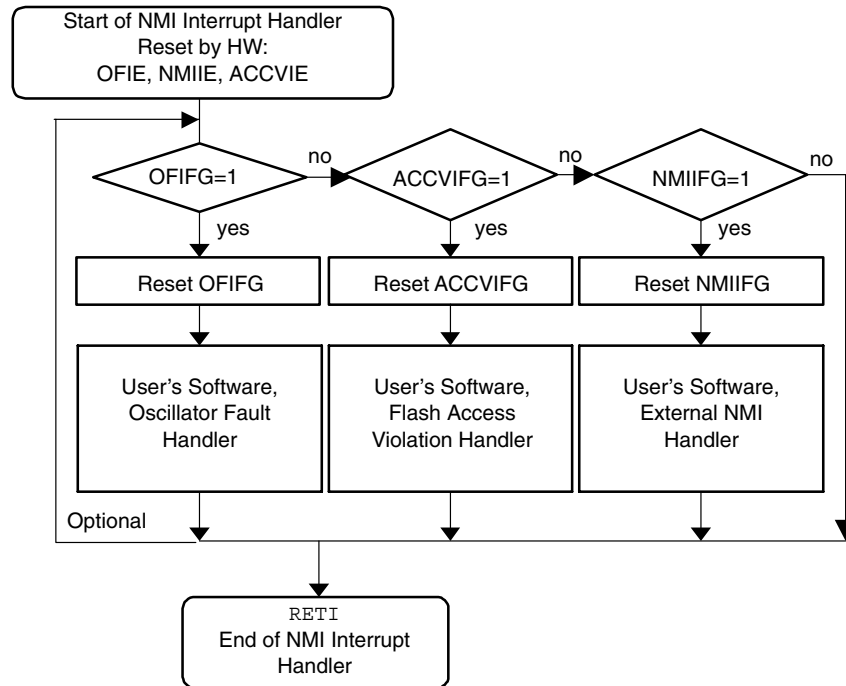 Start of NMI Interrupt Handler
Reset by HW:
OFIE, NMIIE, ACCVIE
OFIFG=1
no
ACCVIFG=1
no
NMIIFG=1
no
yes
yes
yes
Reset OFIFG
Reset ACCVIFG
Reset NMIIFG
User's Software,
Oscillator Fault
Handler
User's Software,
Flash Access
Violation Handler
User's Software,
External NMI
Handler
Optional
RETI
End of NMI Interrupt
Handler